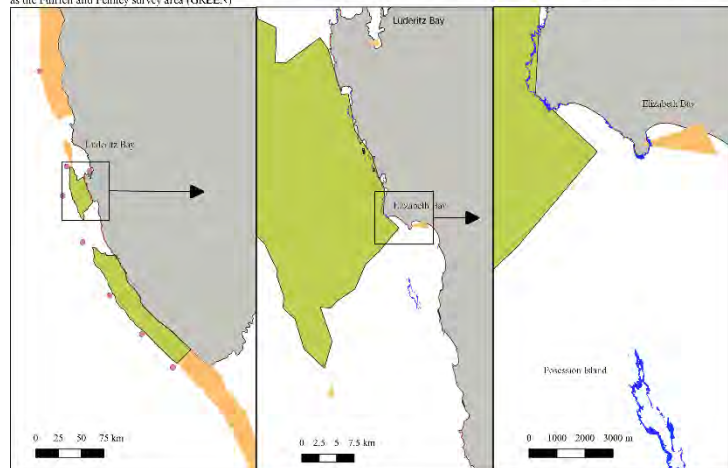 as the Pulfrich and Penney survey area (GREEN)
Luderitz Bay
Luderitz Bay
Elizabeth Bay
Elizabeth Bay
Posession Island
0 25 50 75 km
0 2.5 5 7.5 km
0 1000 2000 3000 m